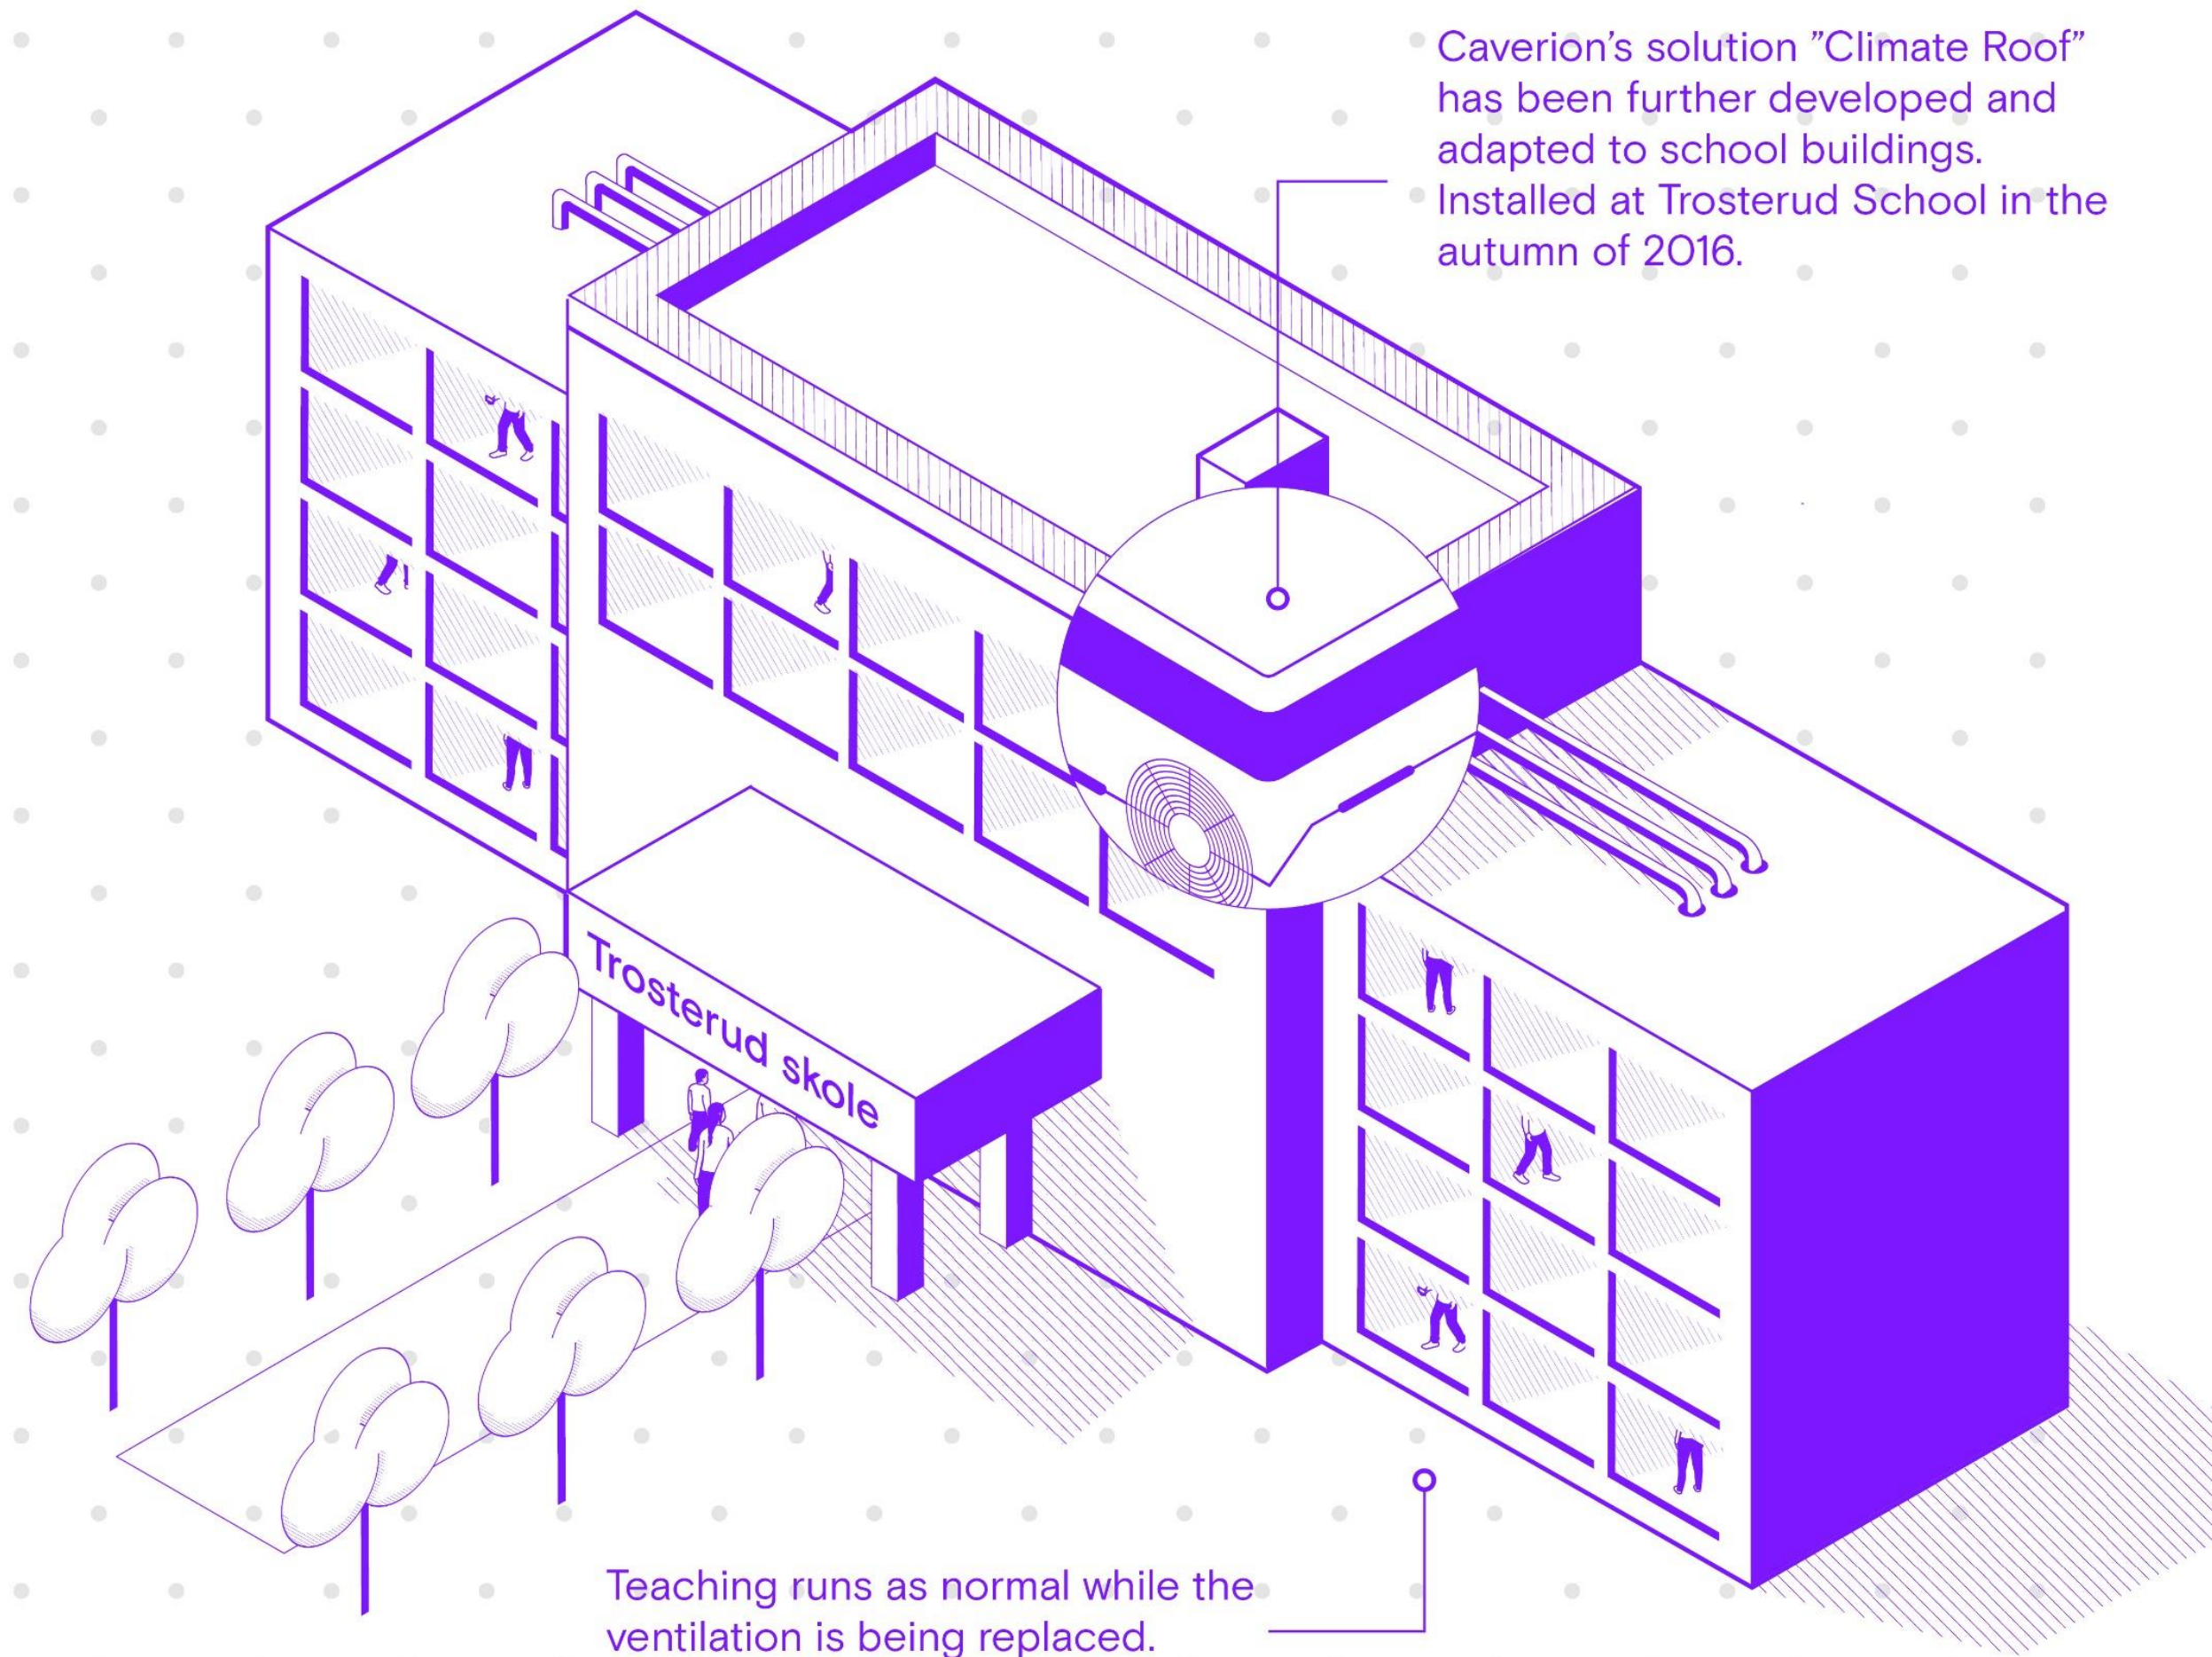 Caverion’s solution ”Climate Roof”
has been further developed and
adapted to school buildings.
Installed at Trosterud School in the
autumn of 2016.
Trosterud skole
Teaching runs as normal while the
ventilation is being replaced.